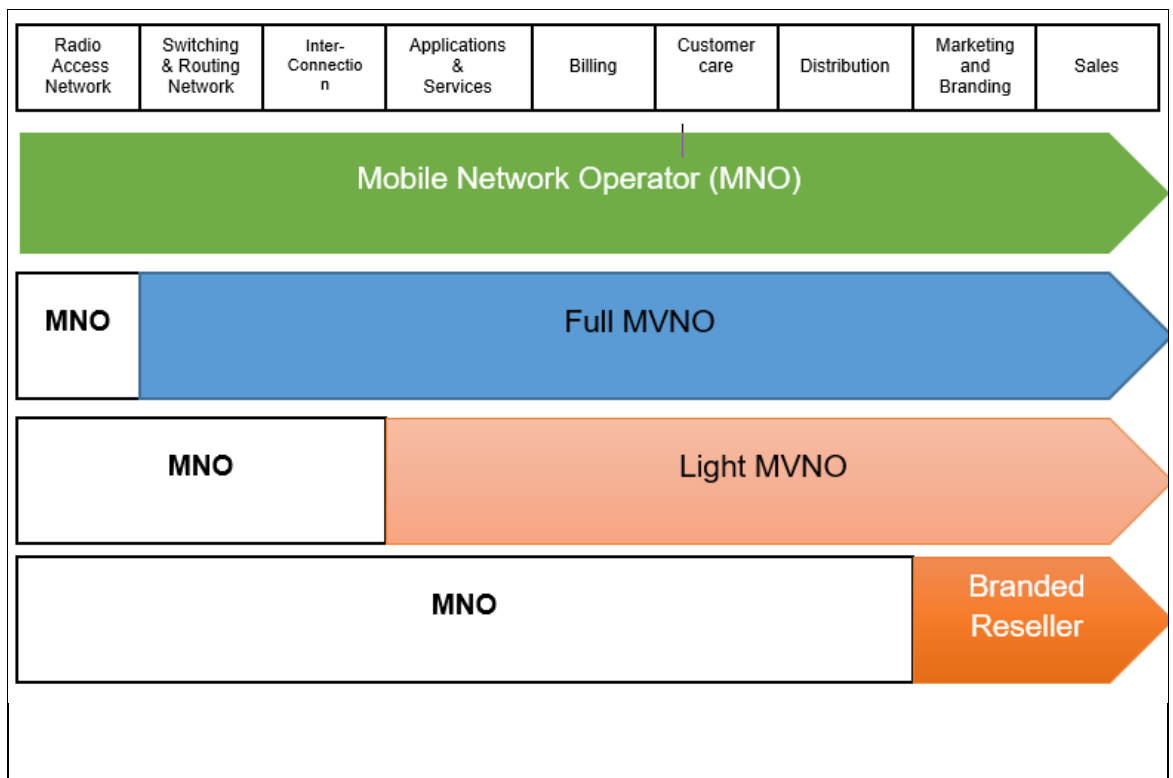 Radio
Access
Network
Switching
& Routing
Network
Inter-
Connectio
n
Applications
&
Services
Billing
Customer
care
Distribution
Marketing
and
Branding
Sales
Mobile Network Operator (MNO)
MNO
Full MVNO
MNO
Light MVNO
MNO
Branded
Reseller